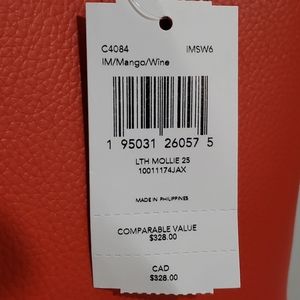 C4084 IMSW6
IM/Mango/Wine
1 95031 26057 5
LTH MOLLIE 25
10011174JAX
MADE IN PHILIPPINES
COMPARABLE VALUE
$328.00
CAD
$328.00